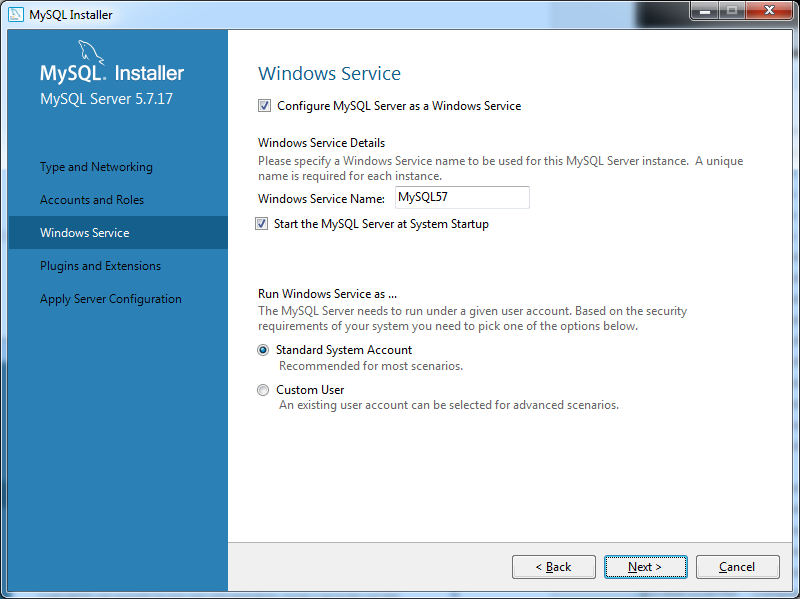 MySQL Installer
MySQL® Installer
MySQL Server 5.7.17
Type and Networking
Accounts and Roles
Windows Service
Plugins and Extensions
Apply Server Configuration
Windows Service
Configure MySQL Server as a Windows Service
Windows Service Details
Please specify a Windows Service name to be used for this MySQL Server instance. A unique
name is required for each instance.
Windows Service Name: MySQL57
Start the MySQL Server at System Startup
Run Windows Service as ...
The MySQL Server needs to run under a given user account. Based on the security
requirements of your system you need to pick one of the options below.
Standard System Account
Recommended for most scenarios.
Custom User
An existing user account can be selected for advanced scenarios.
< Back Next > Cancel